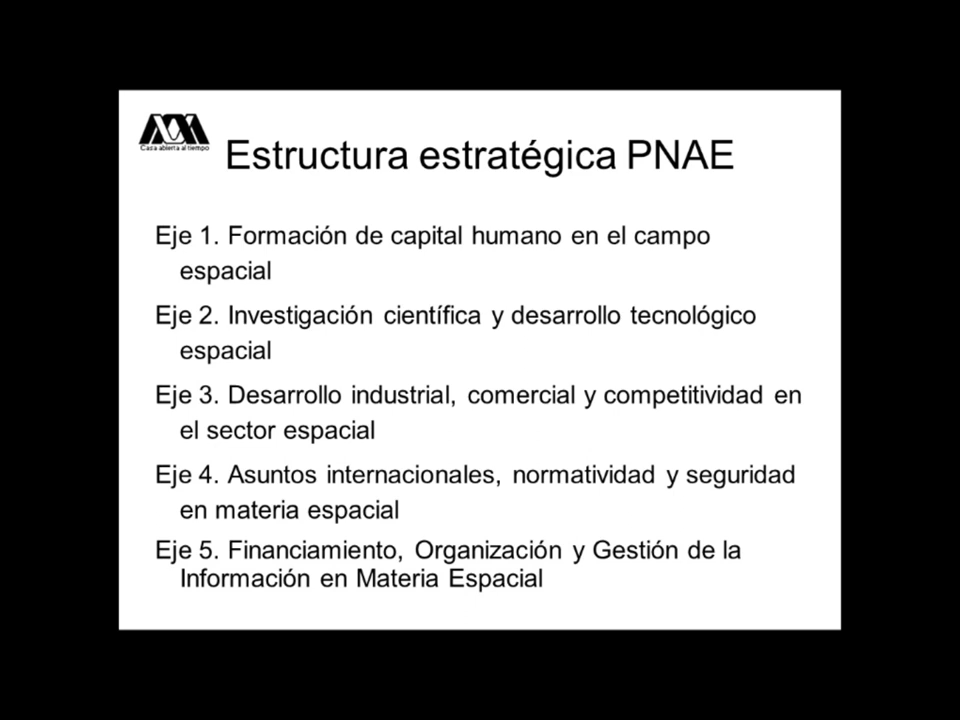 Casa abierta al tiempo
Estructura estratégica PNAE
Eje 1. Formación de capital humano en el campo
espacial
Eje 2. Investigación científica y desarrollo tecnológico
espacial
Eje 3. Desarrollo industrial, comercial y competitividad en
el sector espacial
Eje 4. Asuntos internacionales, normatividad y seguridad
en materia espacial
Eje 5. Financiamiento, Organización y Gestión de la
Información en Materia Espacial